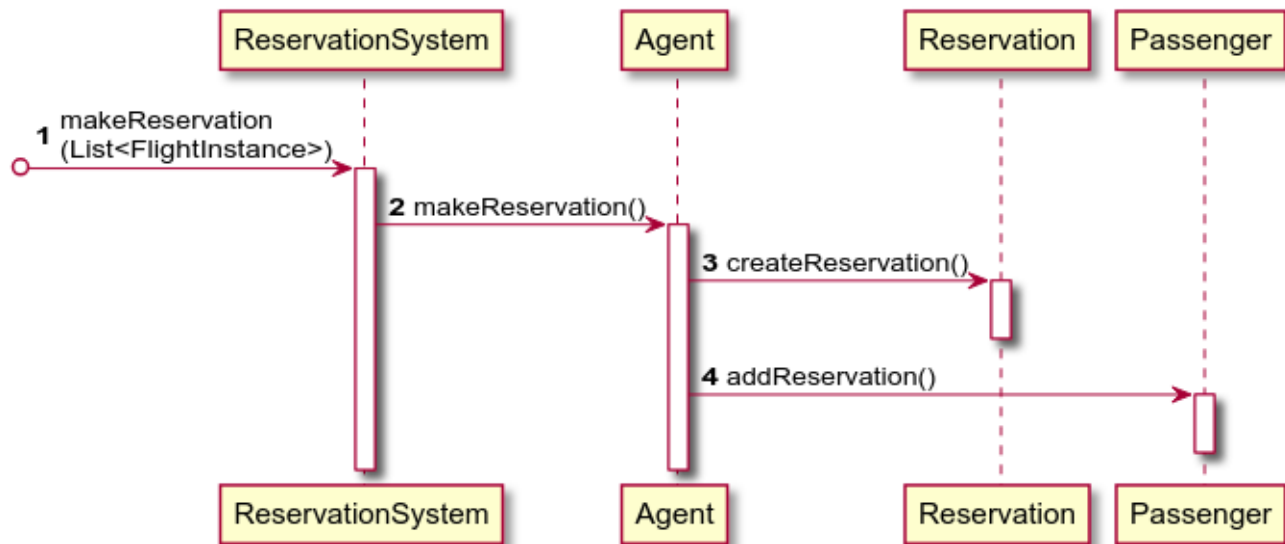 ReservationSystem
Agent
Reservation
Passenger
1 makeReservation
(List<FlightInstance>)
2 makeReservation()
3 createReservation()
4 addReservation()
ReservationSystem
Agent
Reservation
Passenger